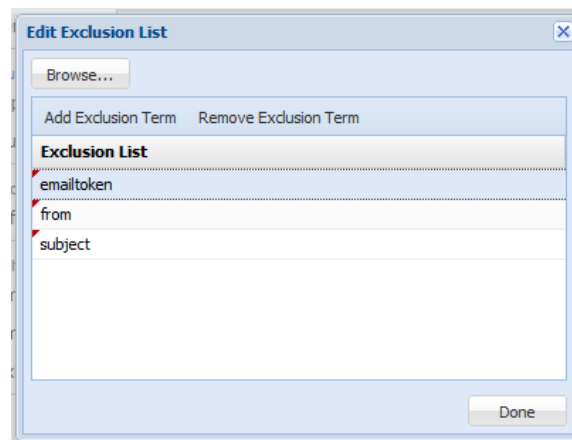 Edit Exclusion List
Browse...
Add Exclusion Term Remove Exclusion Term
Exclusion List
emailtoken
from
subject
Done